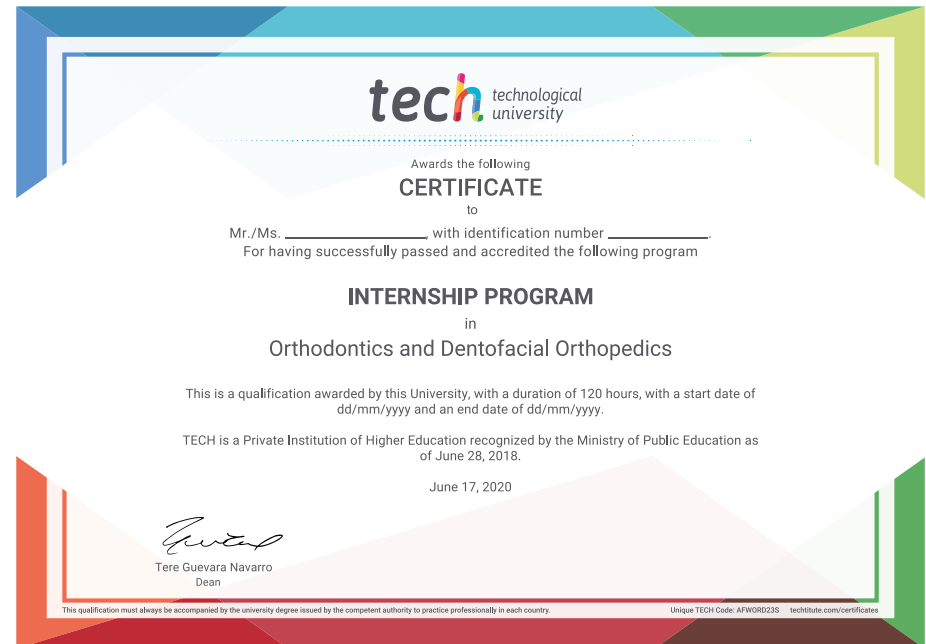 tech technological
university
Awards the following
CERTIFICATE
to
Mr./Ms. ____________________, with identification number ______________.
For having successfully passed and accredited the following program
INTERNSHIP PROGRAM
in
Orthodontics and Dentofacial Orthopedics
This is a qualification awarded by this University, with a duration of 120 hours, with a start date of
dd/mm/yyyy and an end date of dd/mm/yyyy.
TECH is a Private Institution of Higher Education recognized by the Ministry of Public Education as
of June 28, 2018.
June 17, 2020
Tere Guevara Navarro
Dean
This qualification must always be accompanied by the university degree issued by the competent authority to practice professionally in each country. Unique TECH Code: AFWORD23S techtitute.com/certificates